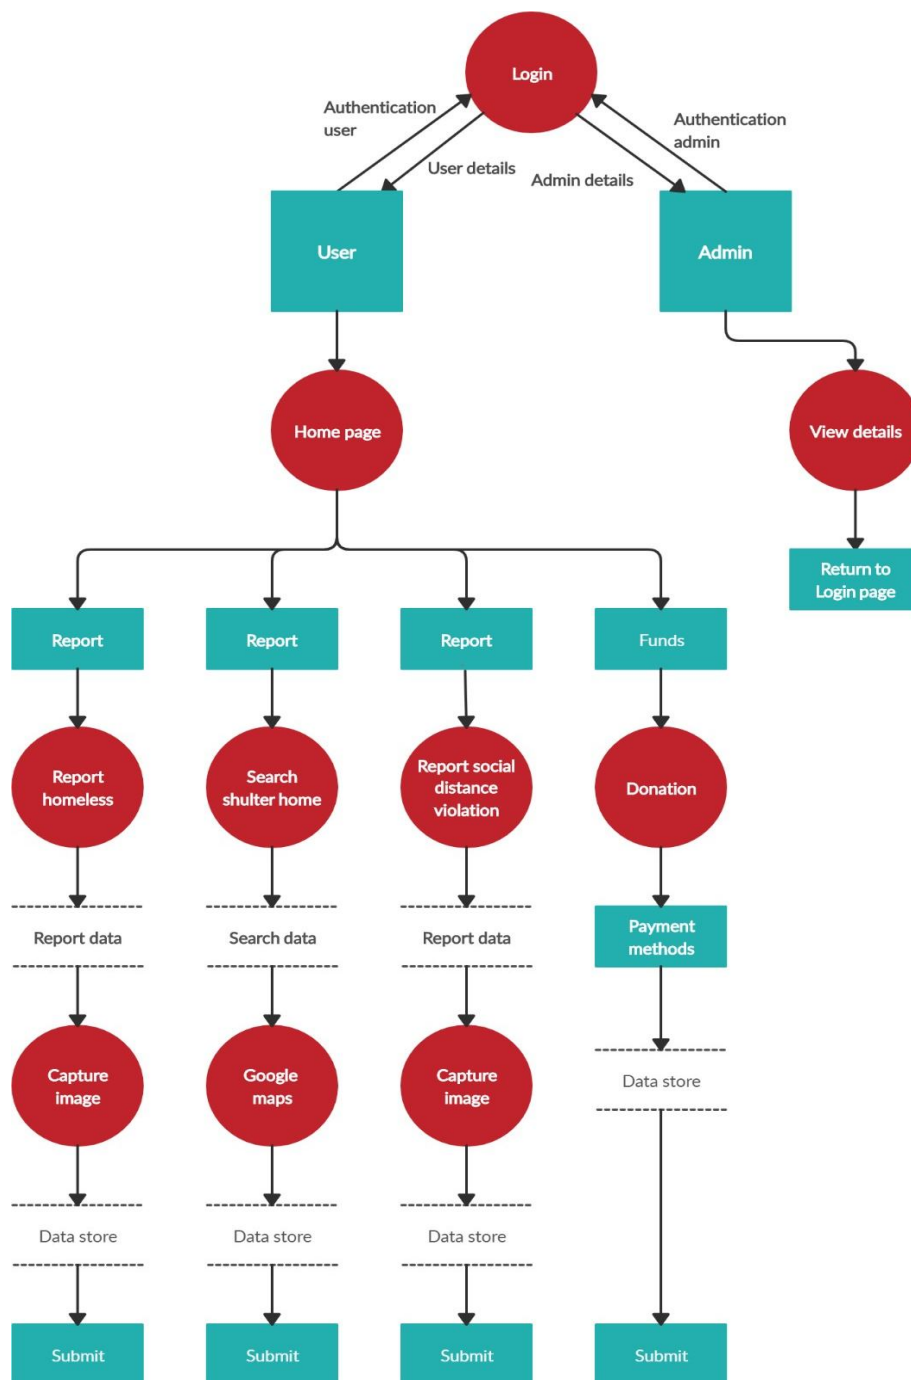 Login
Authentication
user
Authentication
admin
User details
Admin details
User
Admin
Home page
View details
Return to
Login page
Report
Report
Report
Funds
Report
homeless
Search
shulter home
Report social
distance
violation
Donation
Report data
Search data
Report data
Payment
methods
Capture
image
Google
maps
Capture
image
Data store
Data store
Data store
Data store
Submit
Submit
Submit
Submit